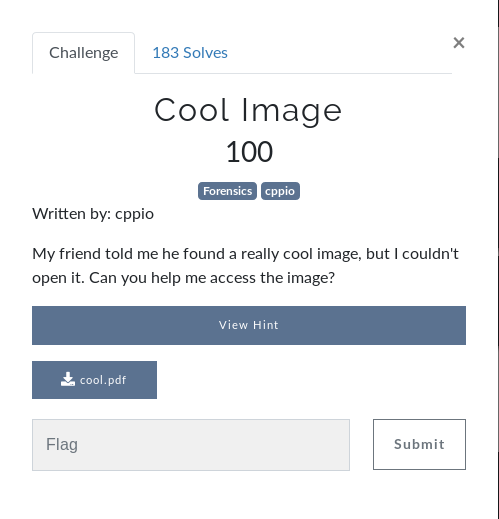 Challenge
183 Solves
×
Cool Image
100
Forensics cppio
Written by: cppio
My friend told me he found a really cool image, but I couldn't
open it. Can you help me access the image?
View Hint
cool.pdf
Flag
Submit